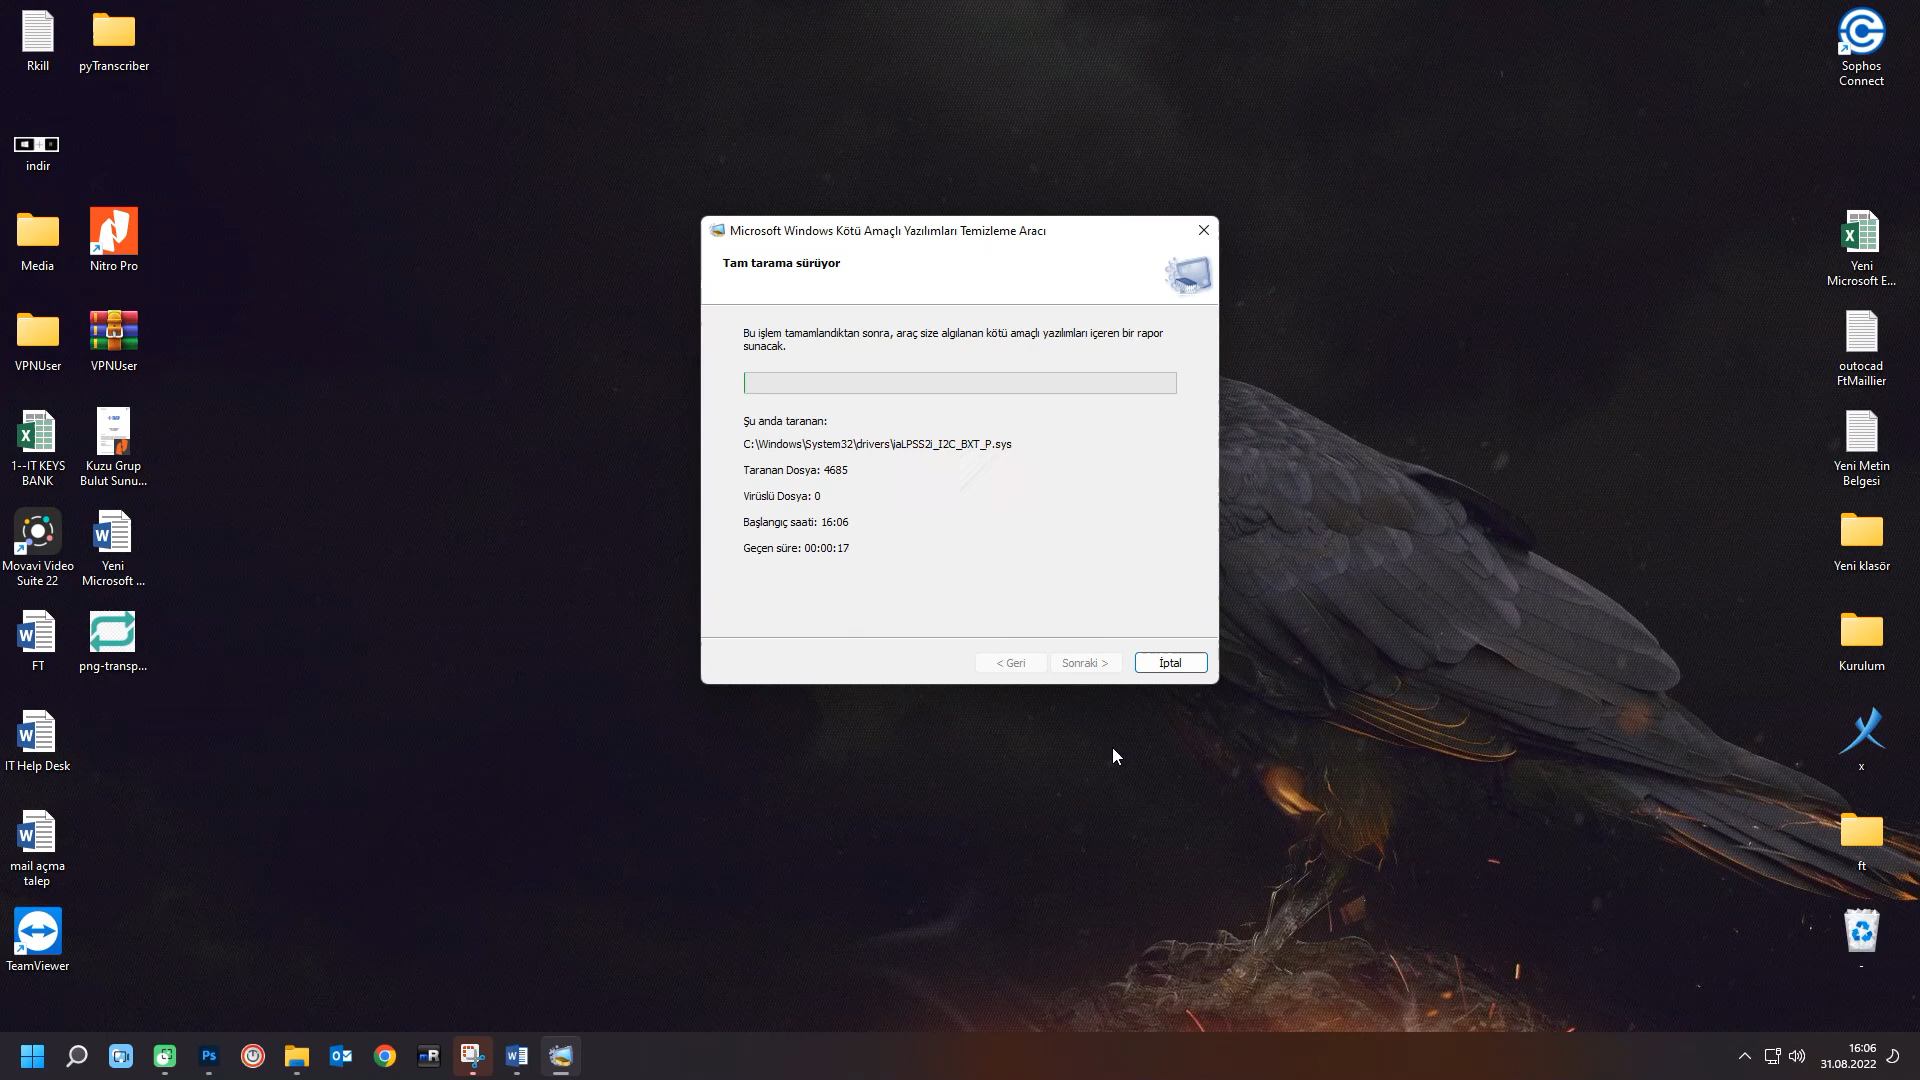 Rkill
pyTranscriber
indir
Media
Nitro Pro
VPNUser
VPNUser
1--IT KEYS
BANK
Kuzu Grup
Bulut Sunu...
Movavi Video
Suite 22
Yeni
Microsoft ...
FT
png-transp...
IT Help Desk
mail açma
talep
TeamViewer
Microsoft Windows Kötü Amaçlı Yazılımları Temizleme Aracı
Tam tarama sürüyor
Bu işlem tamamlandıktan sonra, araç size algılanan kötü amaçlı yazılımları içeren bir rapor
sunacak.
Şu anda taranan:
C:\Windows\System32\drivers\iaLPSS2i_I2C_BXT_P.sys
Taranan Dosya: 4685
Virüslü Dosya: 0
Başlangıç saati: 16:06
Geçen süre: 00:00:17
< Geri
Sonraki >
İptal
Sophos
Connect
Yeni
Microsoft E...
outocad
FtMaillier
Yeni Metin
Belgesi
Yeni klasör
Kurulum
x
ft
-
Ps
mR
16:06
31.08.2022